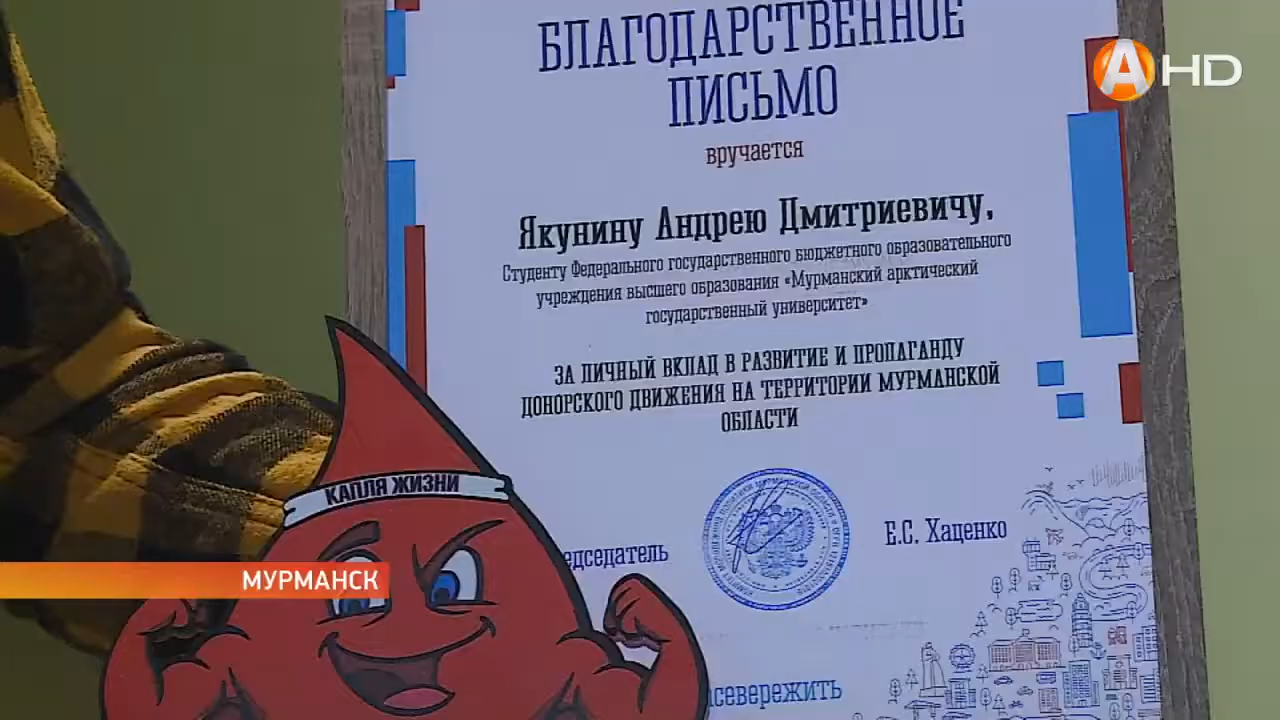 БЛАГОДАРСТВЕННОЕ
ПИСЬМО
вручается
Якунину Андрею Дмитриевичу,
Студенту Федерального государственного бюджетного образовательного
учреждения высшего образования «Мурманский арктический
государственный университет»
ЗА ЛИЧНЫЙ ВКЛАД В РАЗВИТИЕ И ПРОПАГАНДУ
ДОНОРСКОГО ДВИЖЕНИЯ НА ТЕРРИТОРИИ МУРМАНСКОЙ
ОБЛАСТИ
едседатель
Е.С. Хаценко
асевережить
КАПЛЯ ЖИЗНИ
МУРМАНСК
А HD